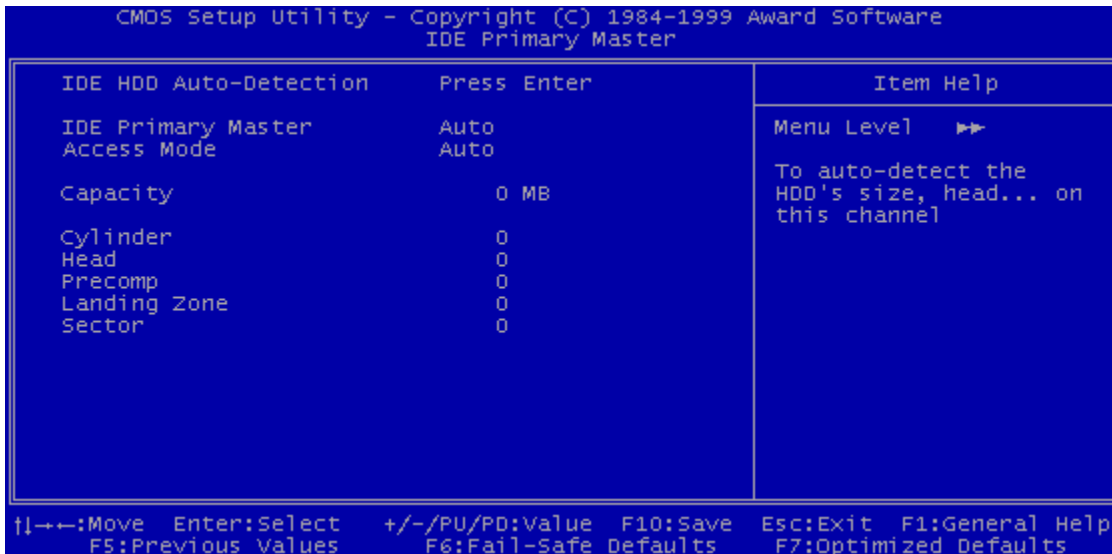 CMOS Setup Utility – Copyright (C) 1984–1999 Award Software
IDE Primary Master
IDE HDD Auto-Detection Press Enter
IDE Primary Master Auto
Access Mode Auto
Capacity 0 MB
Cylinder 0
Head 0
Precomp 0
Landing Zone 0
Sector 0
Item Help
Menu Level ►►
To auto-detect the
HDD's size, head... on
this channel
↑↓→←:Move Enter:Select +/-/PU/PD:Value F10:Save Esc:Exit F1:General Help
F5:Previous Values F6:Fail-Safe Defaults F7:Optimized Defaults